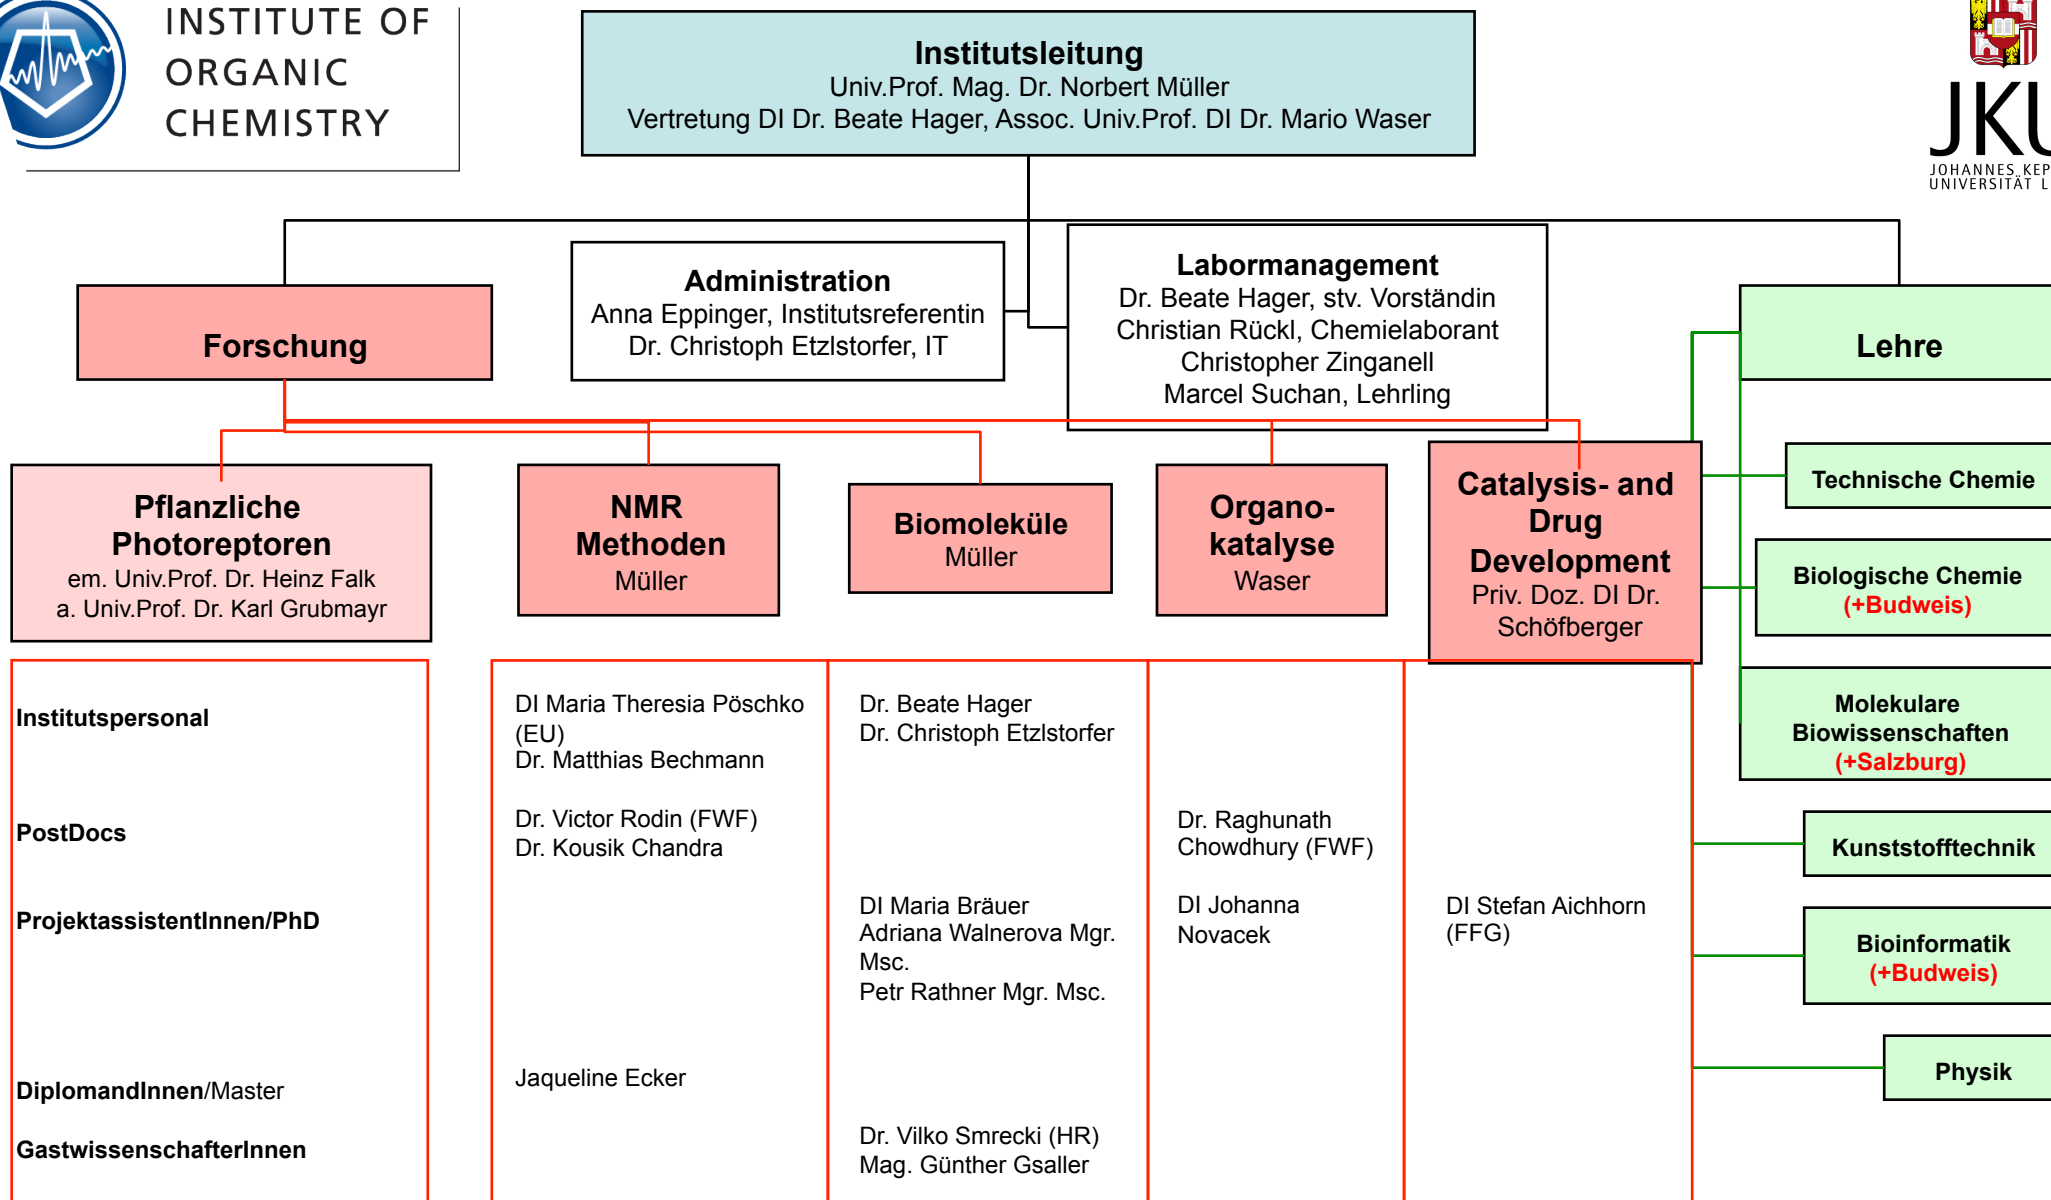 INSTITUTE OF
ORGANIC
CHEMISTRY
Institutsleitung
Univ.Prof. Mag. Dr. Norbert Müller
Vertretung DI Dr. Beate Hager, Assoc. Univ.Prof. DI Dr. Mario Waser
JKU
JOHANNES KEP
UNIVERSITÄT L
Forschung
Administration
Anna Eppinger, Institutsreferentin
Dr. Christoph Etzlstorfer, IT
Labormanagement
Dr. Beate Hager, stv. Vorständin
Christian Rückl, Chemielaborant
Christopher Zinganell
Marcel Suchan, Lehrling
Lehre
Pflanzliche
Photoreptoren
em. Univ.Prof. Dr. Heinz Falk
a. Univ.Prof. Dr. Karl Grubmayr
NMR
Methoden
Müller
Biomoleküle
Müller
Organo-
katalyse
Waser
Catalysis- and
Drug
Development
Priv. Doz. DI Dr.
Schöfberger
Technische Chemie
Biologische Chemie
(+Budweis)
Molekulare
Biowissenschaften
(+Salzburg)
Kunststofftechnik
Bioinformatik
(+Budweis)
Physik
Institutspersonal
DI Maria Theresia Pöschko
(EU)
Dr. Matthias Bechmann
Dr. Beate Hager
Dr. Christoph Etzlstorfer
PostDocs
Dr. Victor Rodin (FWF)
Dr. Kousik Chandra
Dr. Raghunath
Chowdhury (FWF)
ProjektassistentInnen/PhD
DI Maria Bräuer
Adriana Walnerova Mgr.
Msc.
Petr Rathner Mgr. Msc.
DI Johanna
Novacek
DI Stefan Aichhorn
(FFG)
DiplomandInnen/Master
Jaqueline Ecker
GastwissenschafterInnen
Dr. Vilko Smrecki (HR)
Mag. Günther Gsaller